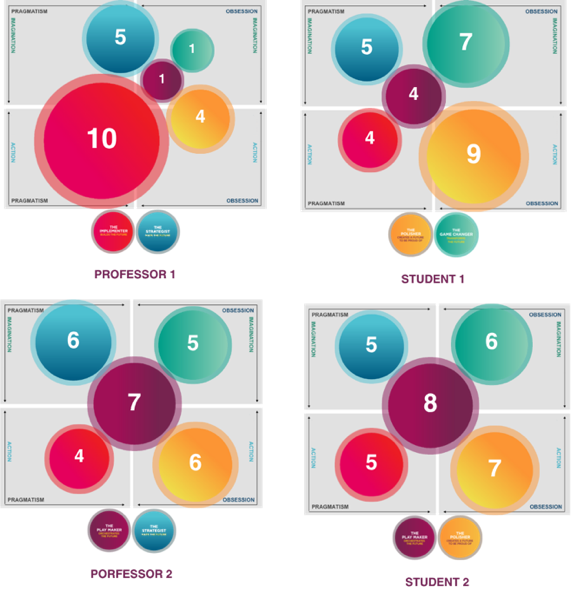 PRAGMATISM
OBSESSION
IMAGINATION
IMAGINATION
5
1
1
10
4
ACTION
ACTION
PRAGMATISM
OBSESSION
THE
IMPLEMENTER
THE
STRATEGIST
PROFESSOR 1
PRAGMATISM
OBSESSION
IMAGINATION
IMAGINATION
5
7
4
4
9
ACTION
ACTION
PRAGMATISM
OBSESSION
THE
POLISHER
THE
GAME CHANGER
STUDENT 1
PRAGMATISM
OBSESSION
IMAGINATION
IMAGINATION
6
5
7
4
6
ACTION
ACTION
PRAGMATISM
OBSESSION
THE
PLAY MAKER
THE
STRATEGIST
PORFESSOR 2
PRAGMATISM
OBSESSION
IMAGINATION
IMAGINATION
5
6
8
5
7
ACTION
ACTION
PRAGMATISM
OBSESSION
THE
PLAY MAKER
THE
POLISHER
STUDENT 2